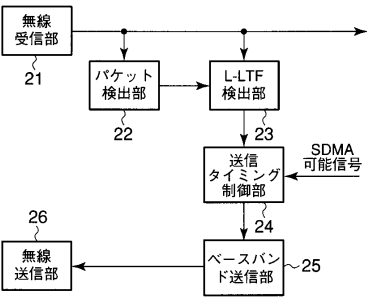 無線
受信部
21
パケット
検出部
22
L-LTF
検出部
23
SDMA
可能信号
送信
タイミング
制御部
24
26
無線
送信部
ベースバンド
ド送信部
25